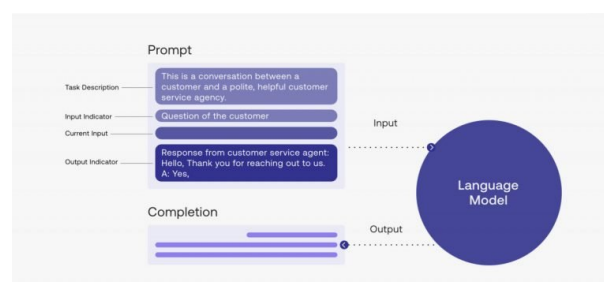 Prompt
Task Description
This is a conversation between a
customer and a polite, helpful customer
service agency.
Input Indicator
Question of the customer
Current Input
Output Indicator
Response from customer service agent:
Hello, Thank you for reaching out to us.
A: Yes,
Input
Language
Model
Completion
Output